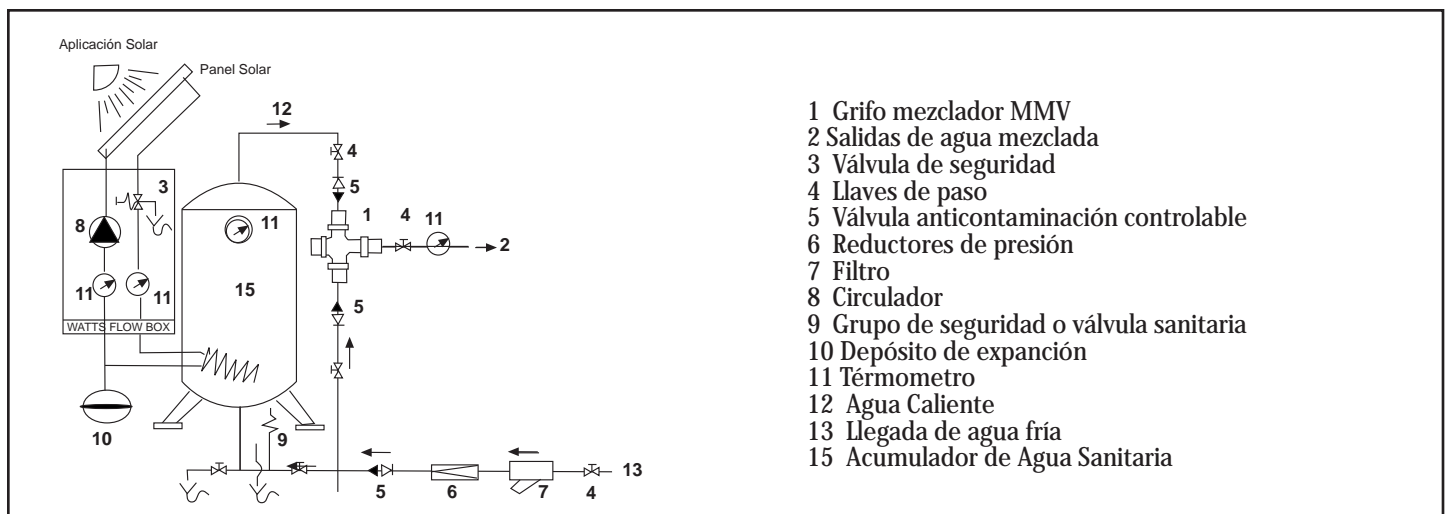 Aplicación Solar
Panel Solar
12
4
3
5
1
4
11
8
11
2
15
11
11
5
WATTS FLOW BOX
10
9
13
5
6
7
4
1 Grifo mezclador MMV
2 Salidas de agua mezclada
3 Válvula de seguridad
4 Llaves de paso
5 Válvula anticontaminación controlable
6 Reductores de presión
7 Filtro
8 Circulador
9 Grupo de seguridad o válvula sanitaria
10 Depósito de expanción
11 Térmometro
12 Agua Caliente
13 Llegada de agua fría
15 Acumulador de Agua Sanitaria